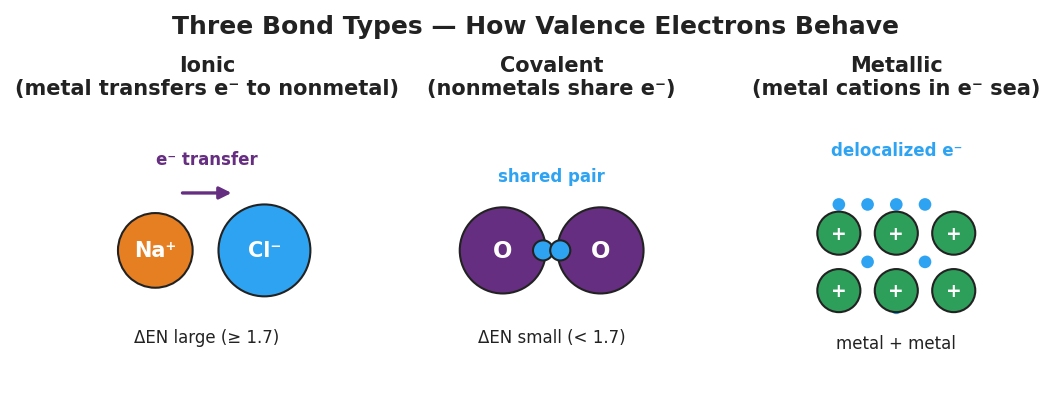 Three Bond Types — How Valence Electrons Behave
Ionic
(metal transfers e⁻ to nonmetal)
Covalent
(nonmetals share e⁻)
Metallic
(metal cations in e⁻ sea)
e⁻ transfer
Na⁺ Cl⁻
ΔEN large (≥ 1.7)
shared pair
O O
ΔEN small (< 1.7)
delocalized e⁻
+ + +
+ + +
metal + metal